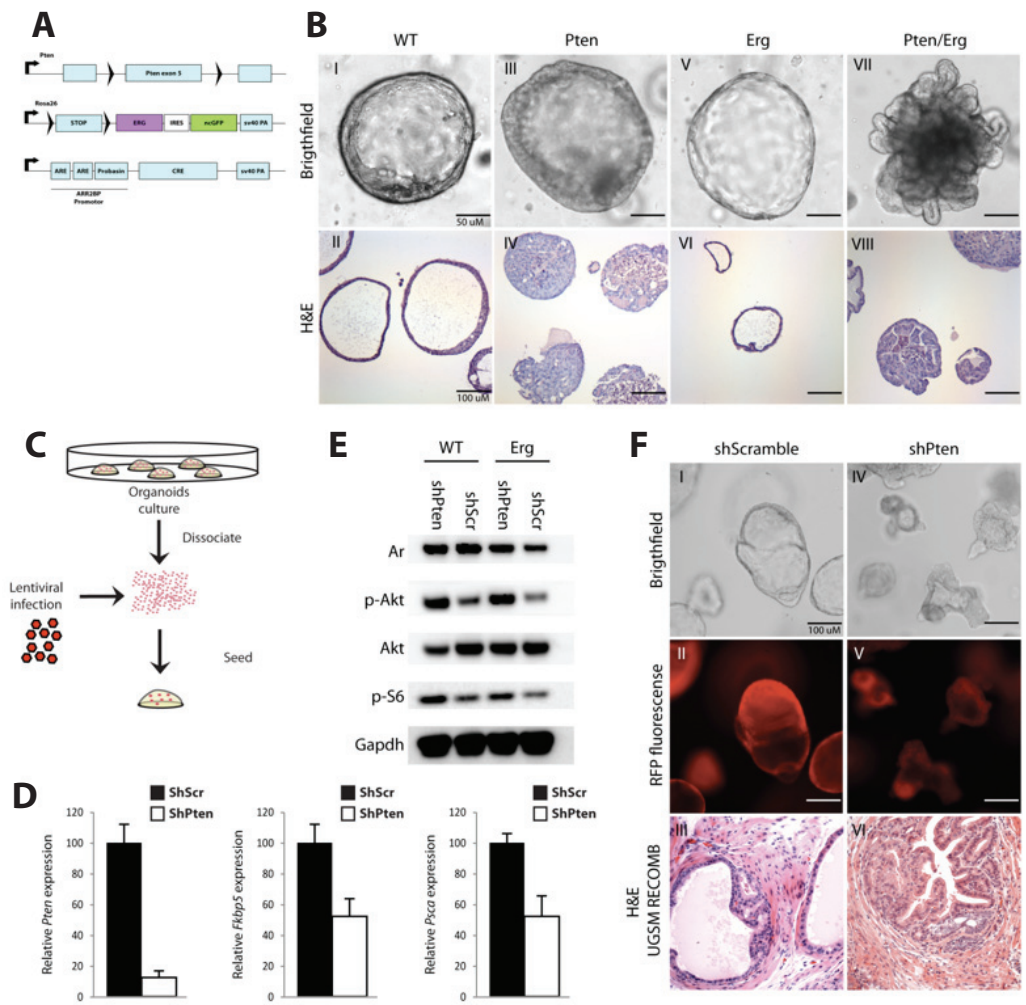 A
Pten
Pten exon 5
Rosa26
STOP
ERG
IRES
ncGFP
sv40 PA
ARE
ARE
Probasin
CRE
sv40 PA
ARR2BP
Promotor
B
WT
Pten
Erg
Pten/Erg
Brigthfield
I
III
V
VII
50 uM
H&E
II
IV
VI
VIII
100 uM
C
Organoids
culture
Dissociate
Lentiviral
infection
Seed
D
ShScr
ShPten
Relative Pten expression
120
100
80
60
40
20
0
ShScr
ShPten
Relative Fkbp5 expression
120
100
80
60
40
20
0
ShScr
ShPten
Relative Psca expression
120
100
80
60
40
20
0
E
WT
Erg
shPten
shScr
shPten
shScr
Ar
p-Akt
Akt
p-S6
Gapdh
F
shScramble
shPten
Brigthfield
I
IV
100 uM
RFP fluorescense
II
V
H&E
UGSM RECOMB
III
VI